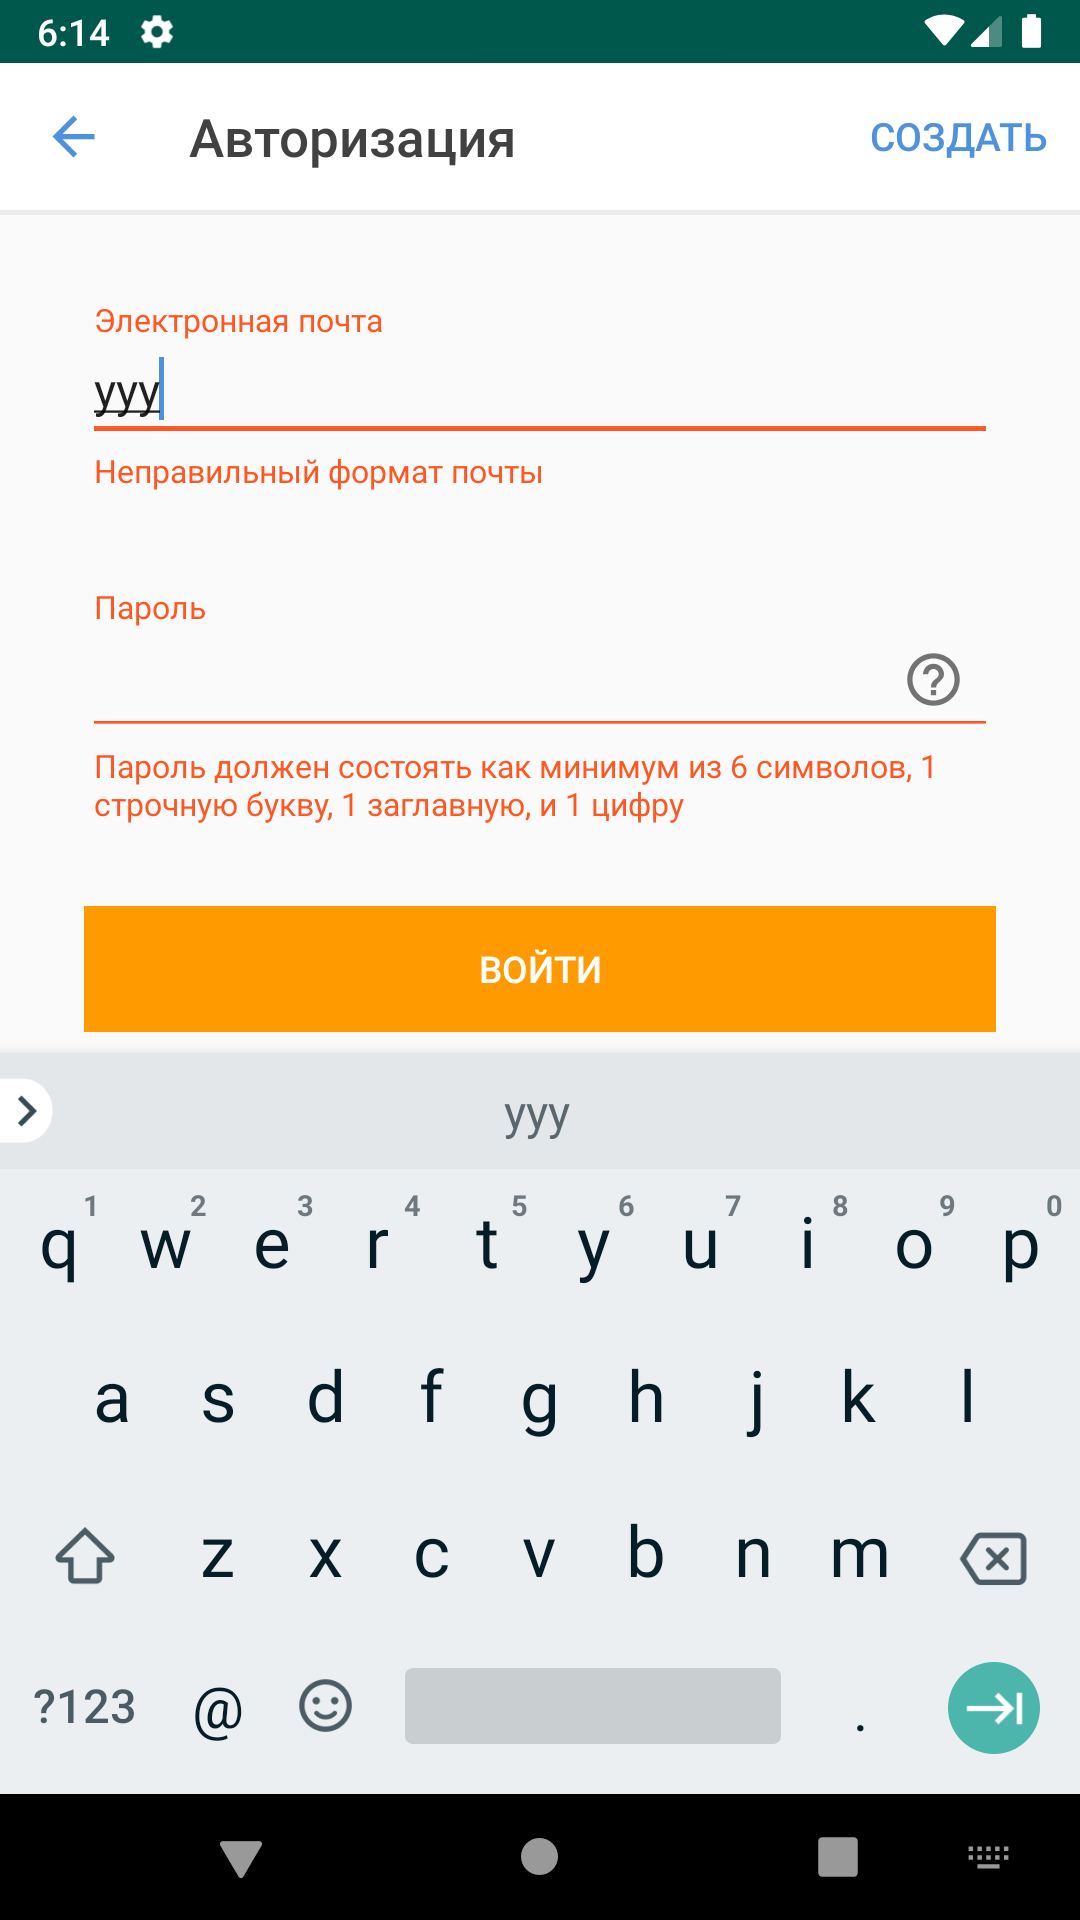 6:14
Авторизация
СОЗДАТЬ
Электронная почта
yyy
Неправильный формат почты
Пароль
Пароль должен состоять как минимум из 6 символов, 1
строчную букву, 1 заглавную, и 1 цифру
ВОЙТИ
yyy
1 2 3 4 5 6 7 8 9 0
q w e r t y u i o p
a s d f g h j k l
z x c v b n m
?123 @ .